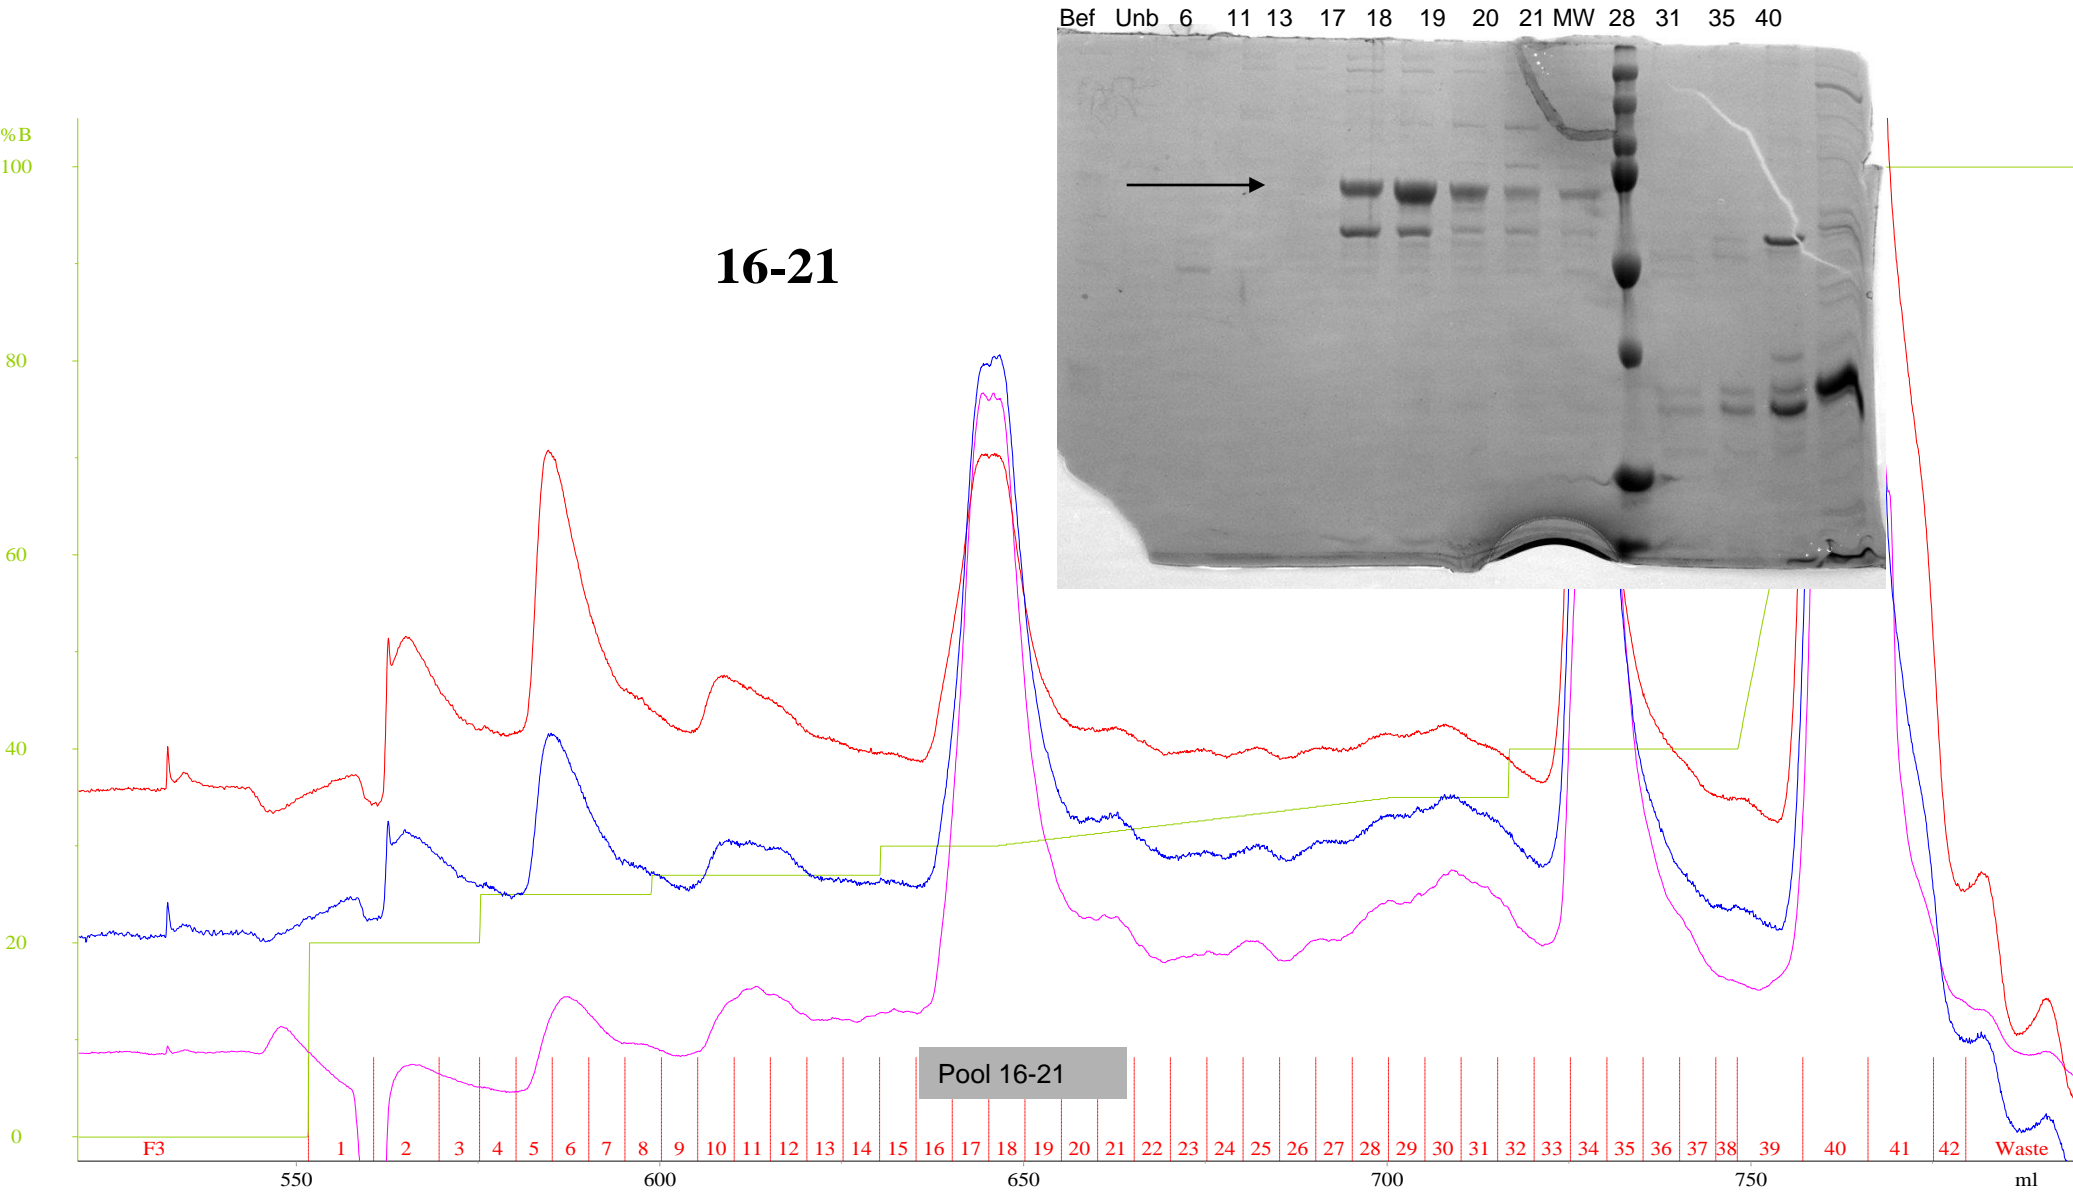 Bef Unb 6 11 13 17 18 19 20 21 MW 28 31 35 40
%B
100
80
60
40
20
0
16-21
Pool 16-21
F3 1 2 3 4 5 6 7 8 9 10 11 12 13 14 15 16 17 18 19 20 21 22 23 24 25 26 27 28 29 30 31 32 33 34 35 36 37 38 39 40 41 42 Waste
550 600 650 700 750 ml